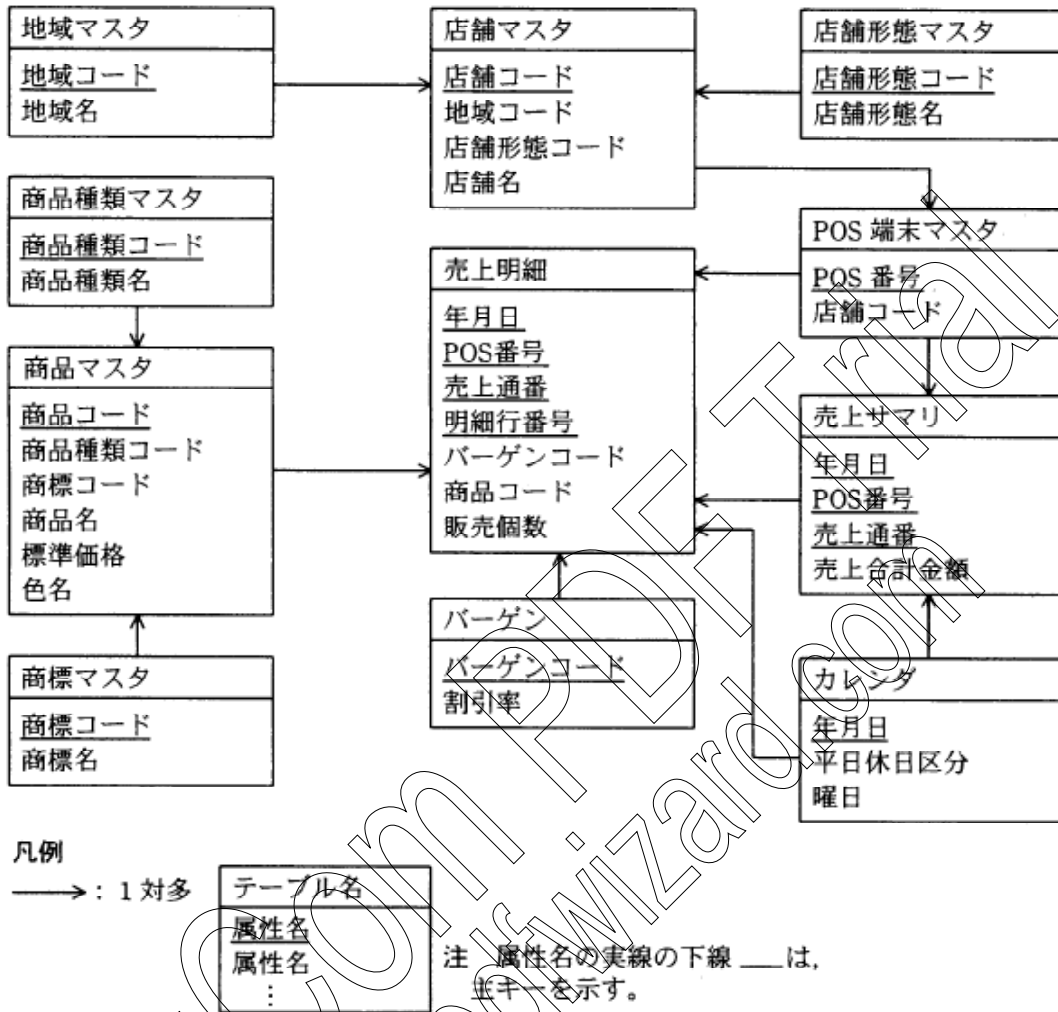 地域マスタ
地域コード
地域名
店舗マスタ
店舗コード
地域コード
店舗形態コード
店舗名
店舗形態マスタ
店舗形態コード
店舗形態名
商品種類マスタ
商品種類コード
商品種類名
売上明細
年月日
POS番号
売上通番
明細行番号
バーゲンコード
商品コード
販売個数
POS 端末マスタ
POS 番号
店舗コード
商品マスタ
商品コード
商品種類コード
商標コード
商品名
標準価格
色名
売上サマリ
年月日
POS番号
売上通番
売上合計金額
バーゲン
バーゲンコード
割引率
商標マスタ
商標コード
商標名
カレンダ
年月日
平日休日区分
曜日
凡例
：1対多
テーブル名
属性名
属性名
⋮
注 属性名の実線の下線 ___ は，
主キーを示す。
Com PDF Trial
pdfwizard.com